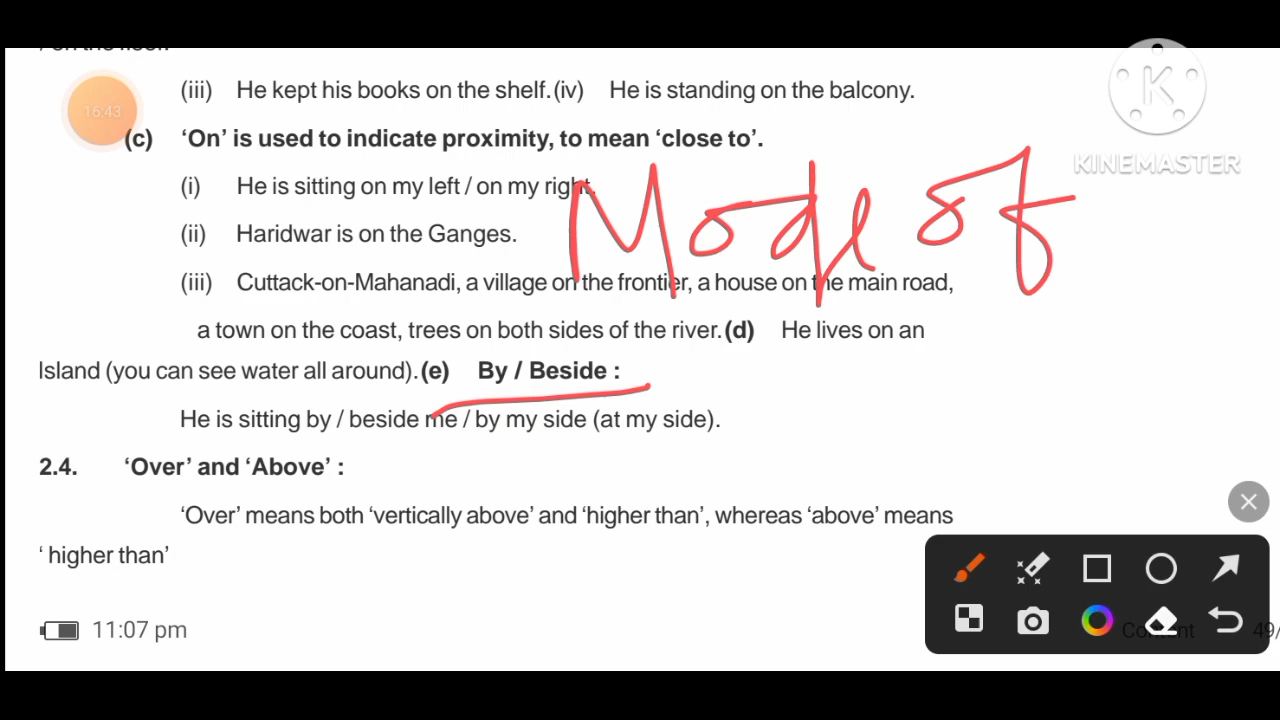 (iii) He kept his books on the shelf.(iv) He is standing on the balcony.
K
KINEMASTER
15:43
(c) ‘On’ is used to indicate proximity, to mean ‘close to’.
(i) He is sitting on my left / on my right.
Mode of
(ii) Haridwar is on the Ganges.
(iii) Cuttack-on-Mahanadi, a village on the frontier, a house on the main road,
a town on the coast, trees on both sides of the river.(d) He lives on an
Island (you can see water all around).(e) By / Beside :
He is sitting by / beside me / by my side (at my side).
2.4. ‘Over’ and ‘Above’ :
‘Over’ means both ‘vertically above’ and ‘higher than’, whereas ‘above’ means
‘ higher than’
11:07 pm
Content 49/